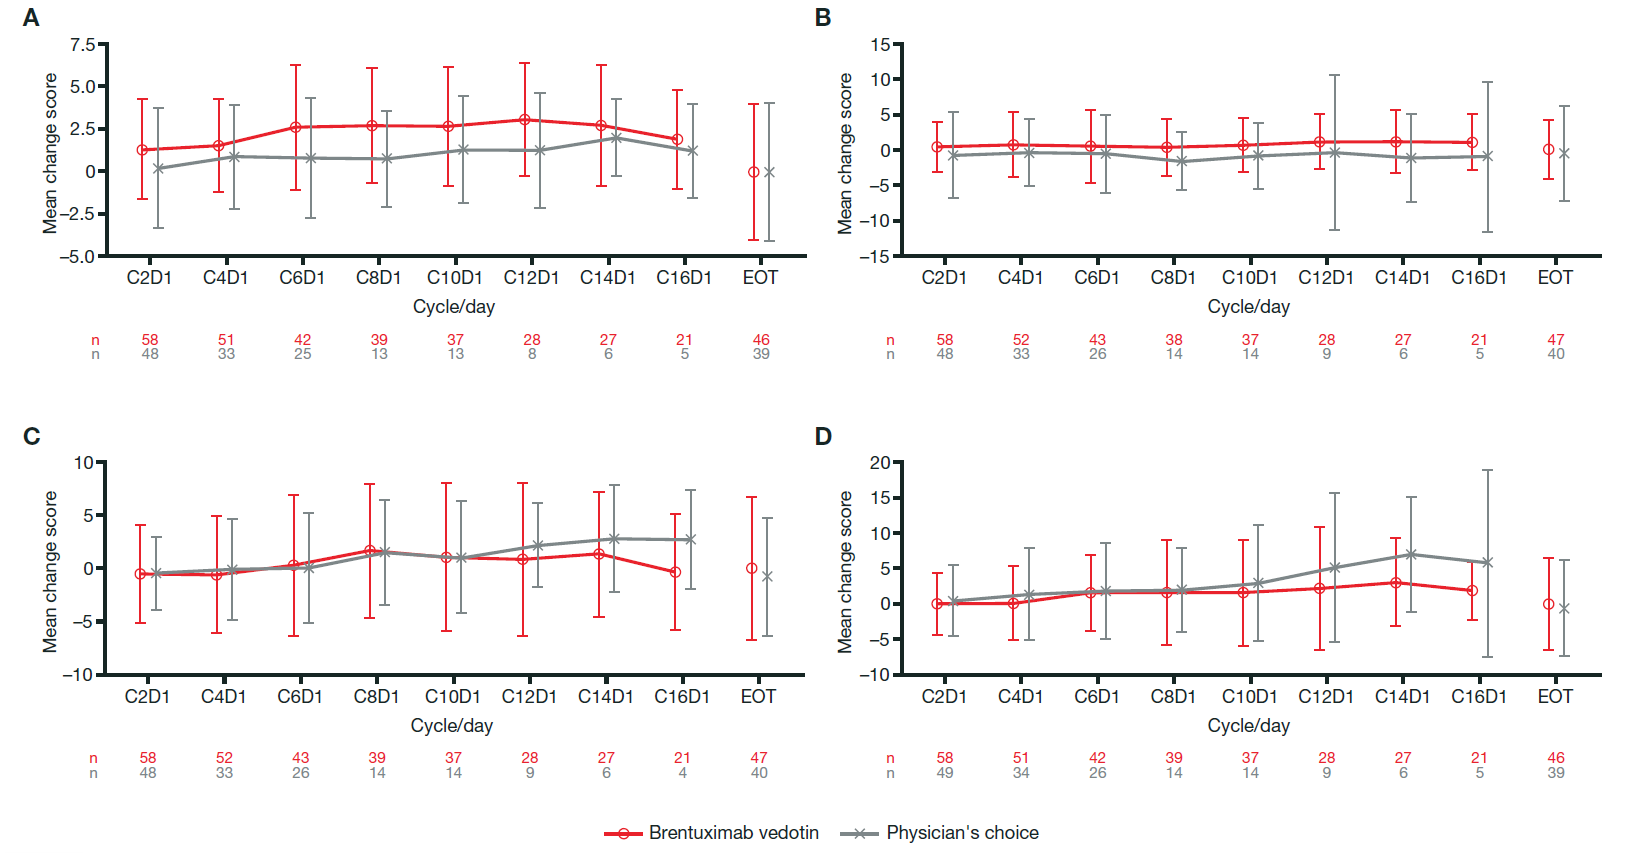 A
Mean change score
7.5
5.0
2.5
0
−2.5
−5.0
C2D1 C4D1 C6D1 C8D1 C10D1 C12D1 C14D1 C16D1 EOT
Cycle/day
n 58 51 42 39 37 28 27 21 46
n 48 33 25 13 13 8 6 5 39
B
Mean change score
15
10
5
0
−5
−10
−15
C2D1 C4D1 C6D1 C8D1 C10D1 C12D1 C14D1 C16D1 EOT
Cycle/day
n 58 52 43 38 37 28 27 21 47
n 48 33 26 14 14 9 6 5 40
C
Mean change score
10
5
0
−5
−10
C2D1 C4D1 C6D1 C8D1 C10D1 C12D1 C14D1 C16D1 EOT
Cycle/day
n 58 52 43 39 37 28 27 21 47
n 48 33 26 14 14 9 6 4 40
D
Mean change score
20
15
10
5
0
−5
−10
C2D1 C4D1 C6D1 C8D1 C10D1 C12D1 C14D1 C16D1 EOT
Cycle/day
n 58 51 42 39 37 28 27 21 46
n 49 34 26 14 14 9 6 5 39
Brentuximab vedotin Physician's choice